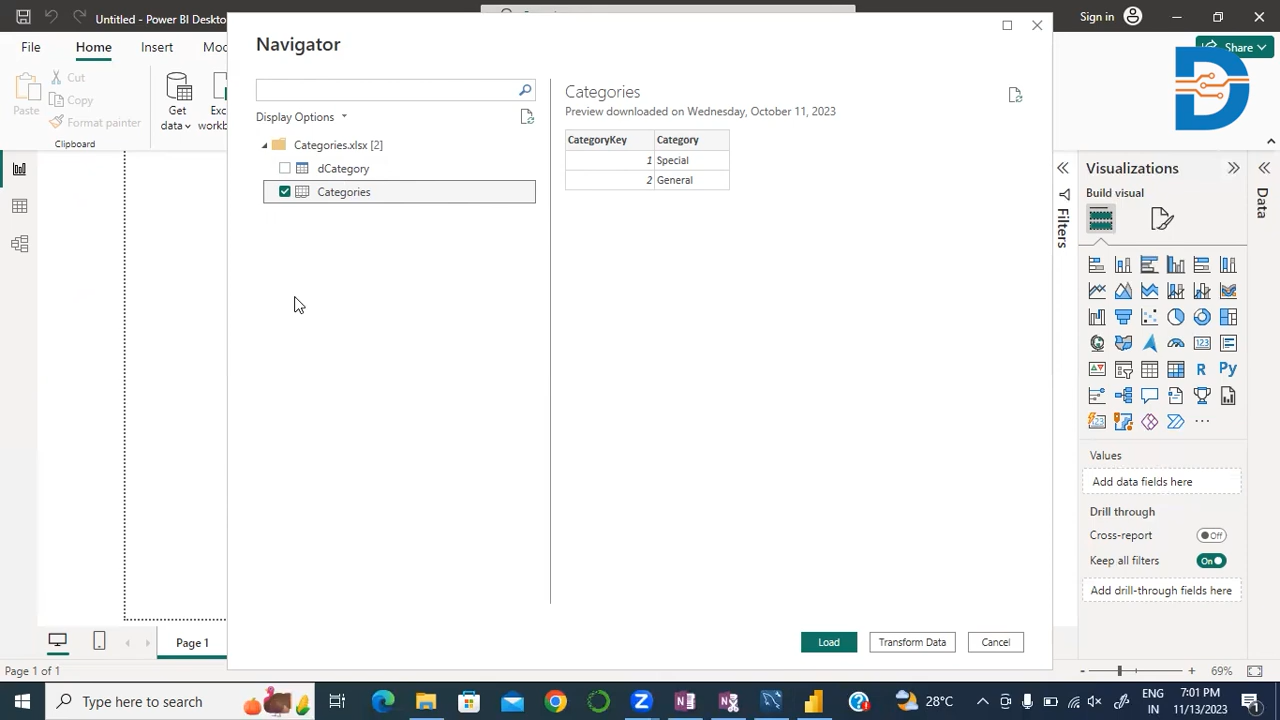 Untitled - Power BI Desktop
Sign in
File
Home
Insert
Share
Paste
Cut
Copy
Format painter
Clipboard
Get
data
Navigator
Display Options
Categories.xlsx [2]
dCategory
Categories
Categories
Preview downloaded on Wednesday, October 11, 2023
CategoryKey Category
1 Special
2 General
Load
Transform Data
Cancel
Filters
Visualizations
Build visual
Data
R
Py
123
Values
Add data fields here
Drill through
Cross-report
Off
Keep all filters
On
Add drill-through fields here
Page 1
Page 1 of 1
69%
Type here to search
28°C
ENG
IN
7:01 PM
11/13/2023
1